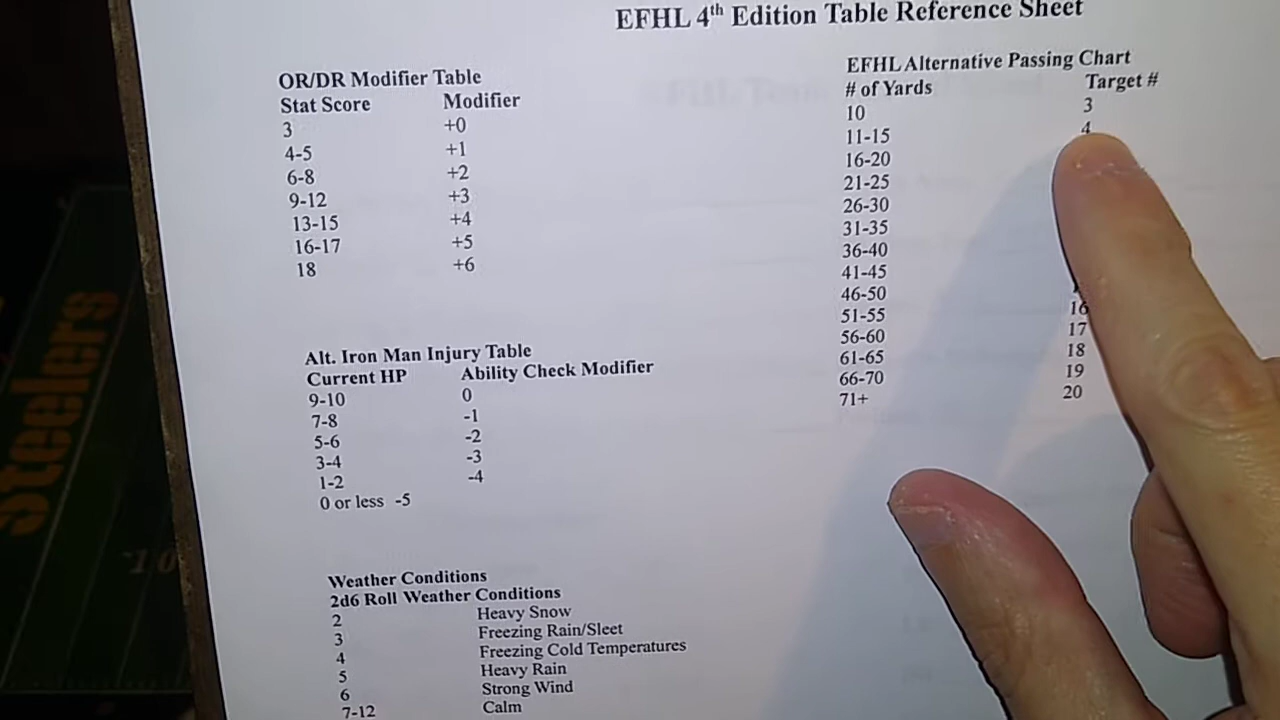 EFHL 4th Edition Table Reference Sheet
OR/DR Modifier Table
Stat Score Modifier
3 +0
4-5 +1
6-8 +2
9-12 +3
13-15 +4
16-17 +5
18 +6
Alt. Iron Man Injury Table
Current HP Ability Check Modifier
9-10 0
7-8 -1
5-6 -2
3-4 -3
1-2 -4
0 or less -5
Weather Conditions
2d6 Roll Weather Conditions
2 Heavy Snow
3 Freezing Rain/Sleet
4 Freezing Cold Temperatures
5 Heavy Rain
6 Strong Wind
7-12 Calm
EFHL Alternative Passing Chart
# of Yards Target #
10 3
11-15 4
16-20
21-25
26-30
31-35
36-40
41-45
46-50
51-55 16
56-60 17
61-65 18
66-70 19
71+ 20
Steelers
10